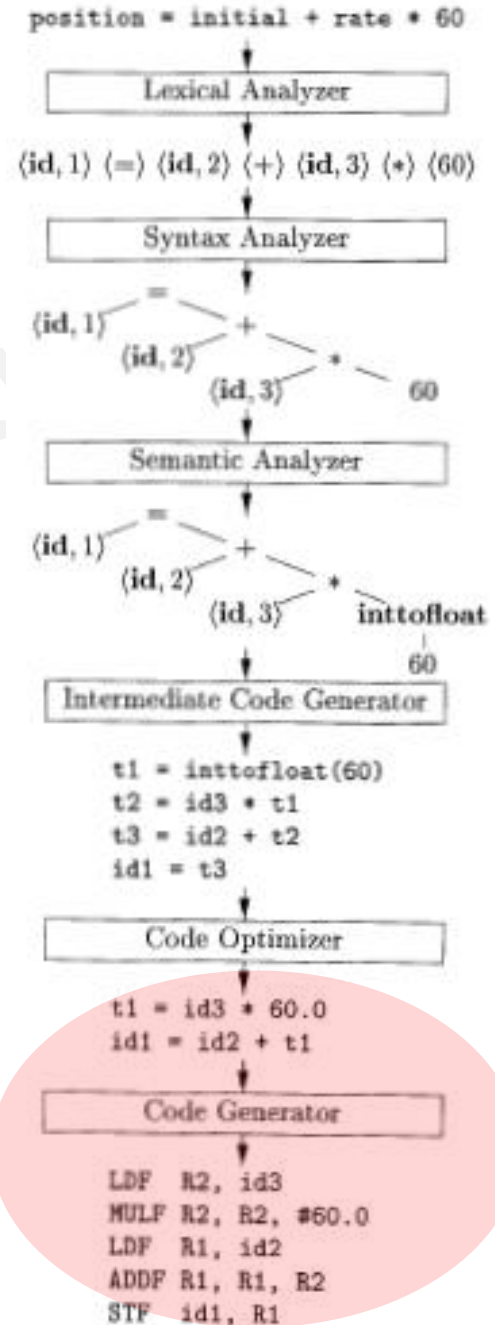 position = initial + rate * 60
Lexical Analyzer
⟨id, 1⟩ ⟨=⟩ ⟨id, 2⟩ ⟨+⟩ ⟨id, 3⟩ ⟨*⟩ ⟨60⟩
Syntax Analyzer
=
⟨id, 1⟩
+
⟨id, 2⟩
*
⟨id, 3⟩
60
Semantic Analyzer
=
⟨id, 1⟩
+
⟨id, 2⟩
*
⟨id, 3⟩
inttofloat
60
Intermediate Code Generator
t1 = inttofloat(60)
t2 = id3 * t1
t3 = id2 + t2
id1 = t3
Code Optimizer
t1 = id3 * 60.0
id1 = id2 + t1
Code Generator
LDF R2, id3
MULF R2, R2, #60.0
LDF R1, id2
ADDF R1, R1, R2
STF id1, R1